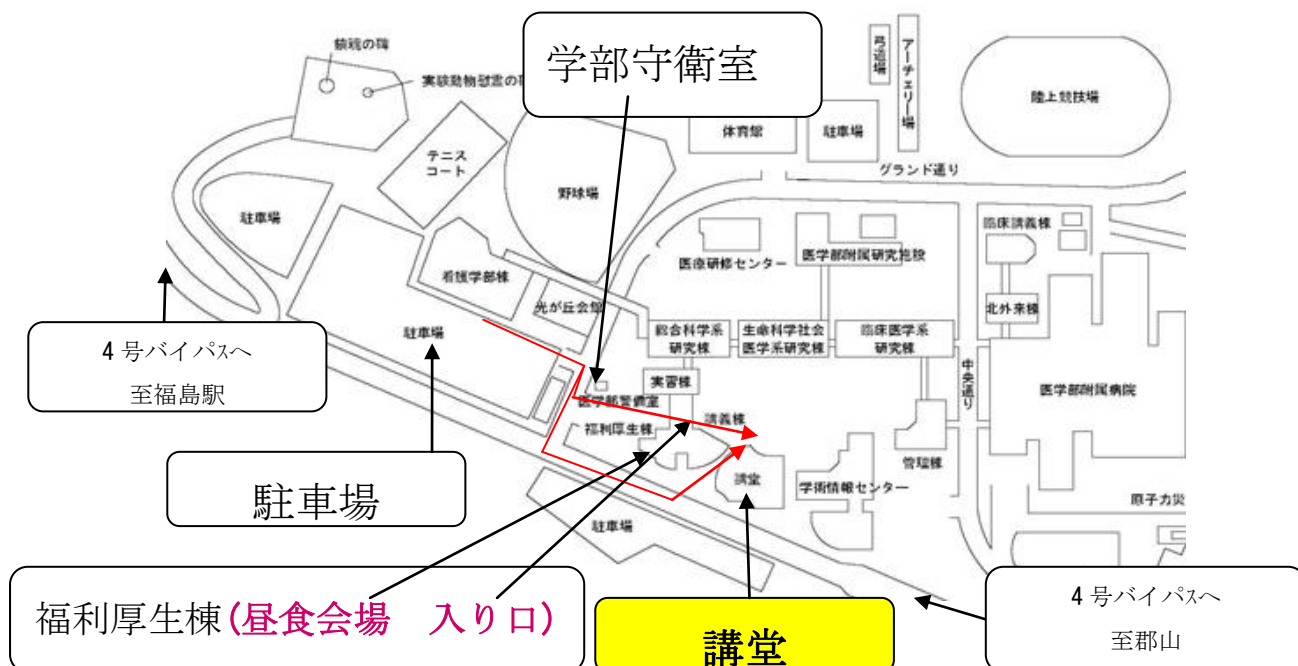 学部守衛室
実験動物慰霊の碑
弓道場
アーチェリー場
陸上競技場
体育館
駐車場
テニス
コート
グランド通り
野球場
駐車場
臨床講義棟
医療研修センター
医学部附属研究施設
看護学部棟
光が丘会館
北外来棟
駐車場
総合科学系
研究棟
生命科学社会
医学系研究棟
臨床医学系
研究棟
4号バイパスへ
至福島駅
中央通り
医学部附属病院
実習棟
医学部警備室
講義棟
福利厚生棟
管理棟
講堂
学術情報センター
駐車場
原子力災
駐車場
福利厚生棟(昼食会場 入り口)
講堂
4号バイパスへ
至郡山